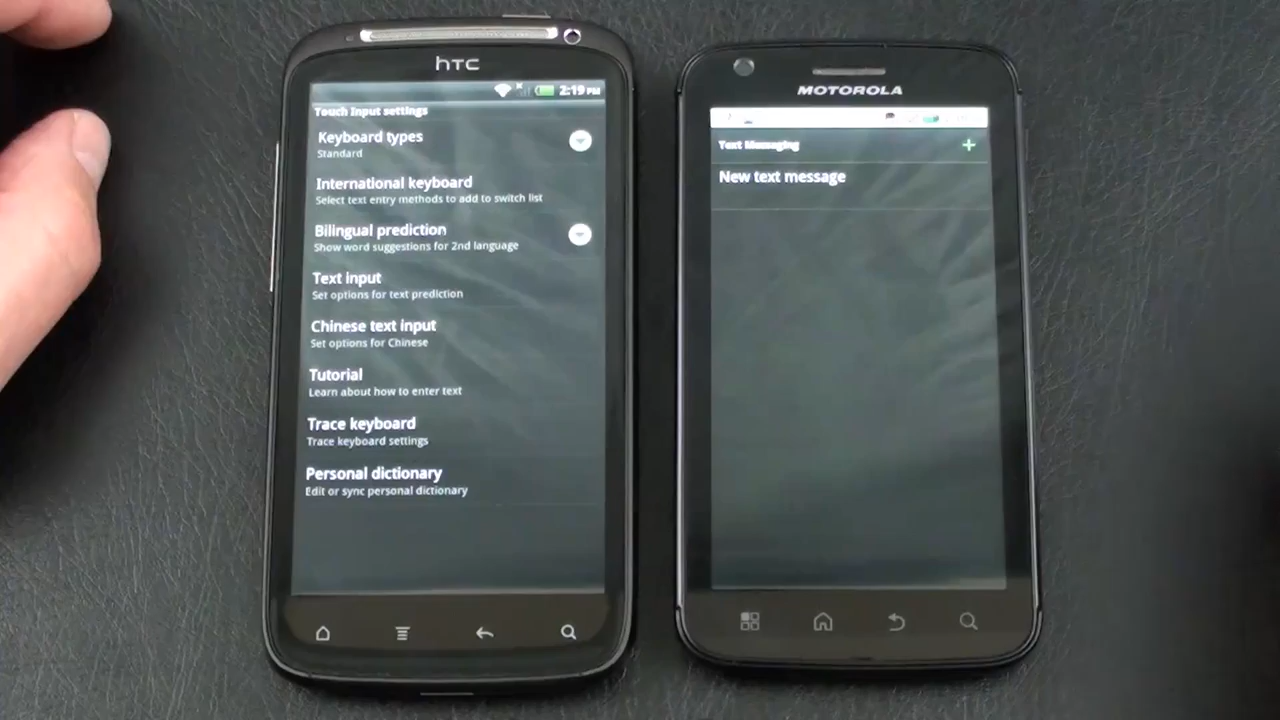 hTC
2:19 PM
Touch Input settings
Keyboard types
Standard
International keyboard
Select text entry methods to add to switch list
Bilingual prediction
Show word suggestions for 2nd language
Text input
Set options for text prediction
Chinese text input
Set options for Chinese
Tutorial
Learn about how to enter text
Trace keyboard
Trace keyboard settings
Personal dictionary
Edit or sync personal dictionary
MOTOROLA
Text Messaging
New text message